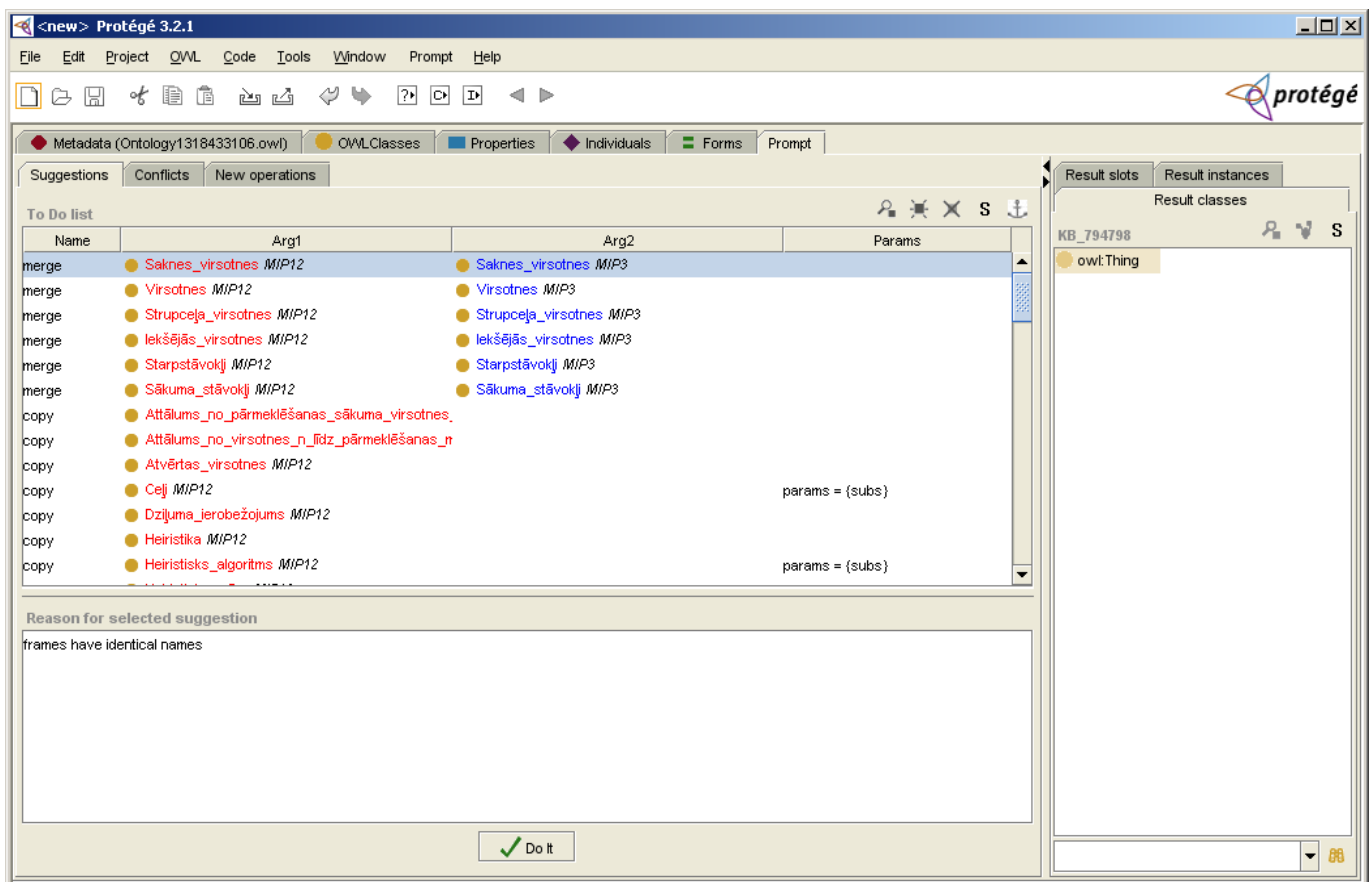 <new> Protégé 3.2.1
File Edit Project OWL Code Tools Window Prompt Help
protégé
Metadata (Ontology1318433106.owl) OWLClasses Properties Individuals Forms Prompt
Suggestions Conflicts New operations
Result slots Result instances
Result classes
To Do list S
KB_794798 S
Name Arg1 Arg2 Params
owl:Thing
merge Saknes_virsotnes MIP12 Saknes_virsotnes MIP3
merge Virsotnes MIP12 Virsotnes MIP3
merge Strupceļa_virsotnes MIP12 Strupceļa_virsotnes MIP3
merge Iekšējās_virsotnes MIP12 Iekšējās_virsotnes MIP3
merge Starpstāvokļi MIP12 Starpstāvokļi MIP3
merge Sākuma_stāvokļi MIP12 Sākuma_stāvokļi MIP3
copy Attālums_no_pārmeklēšanas_sākuma_virsotnes_
copy Attālums_no_virsotnes_n_līdz_pārmeklēšanas_m
copy Atvērtas_virsotnes MIP12
copy Ceļi MIP12 params = {subs}
copy Dziļuma_ierobežojums MIP12
copy Heiristika MIP12
copy Heiristisks_algoritms MIP12 params = {subs}
Reason for selected suggestion
frames have identical names
Do It